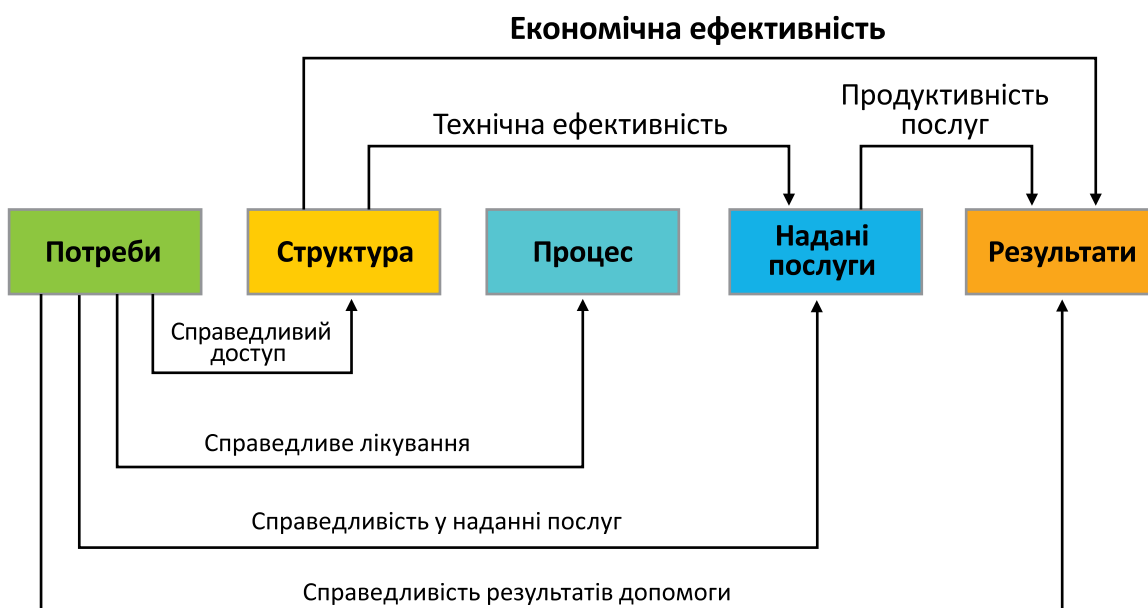 Економічна ефективність
Продуктивність
послуг
Технічна ефективність
Потреби
Структура
Процес
Надані
послуги
Результати
Справедливий
доступ
Справедливе лікування
Справедливість у наданні послуг
Справедливість результатів допомоги